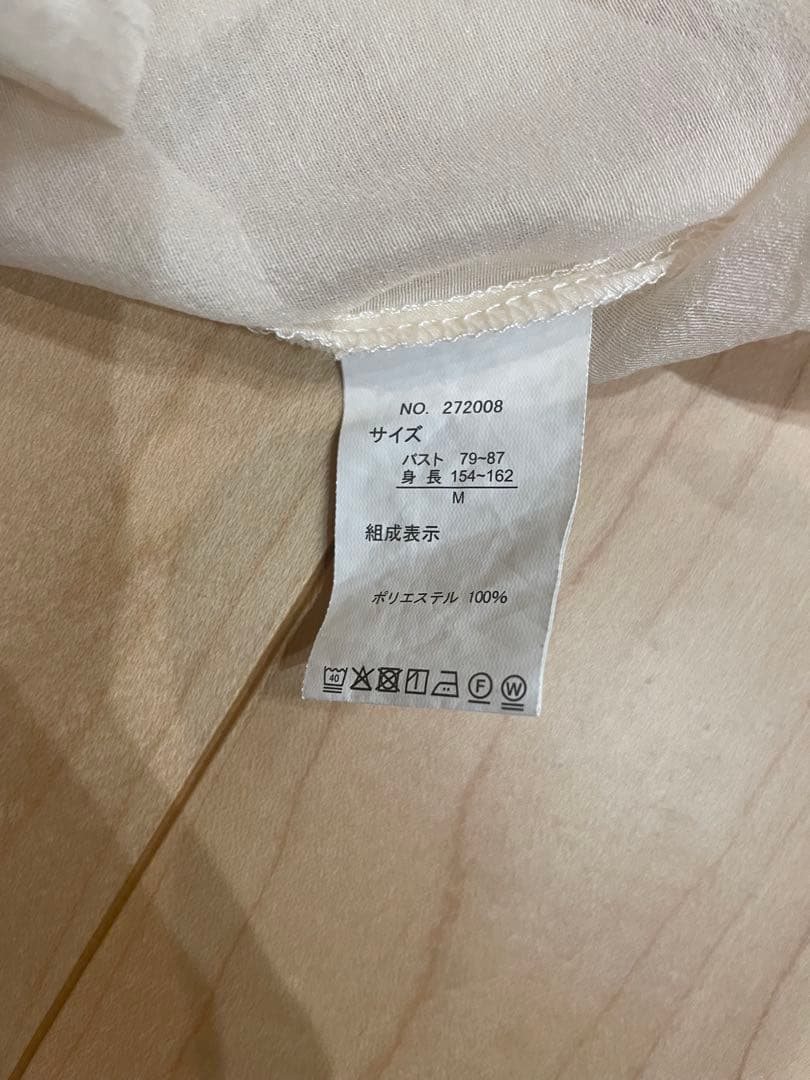 NO. 272008
サイズ
バスト 79~87
身 長 154~162
M
組成表示
ポリエステル 100%
40 F W